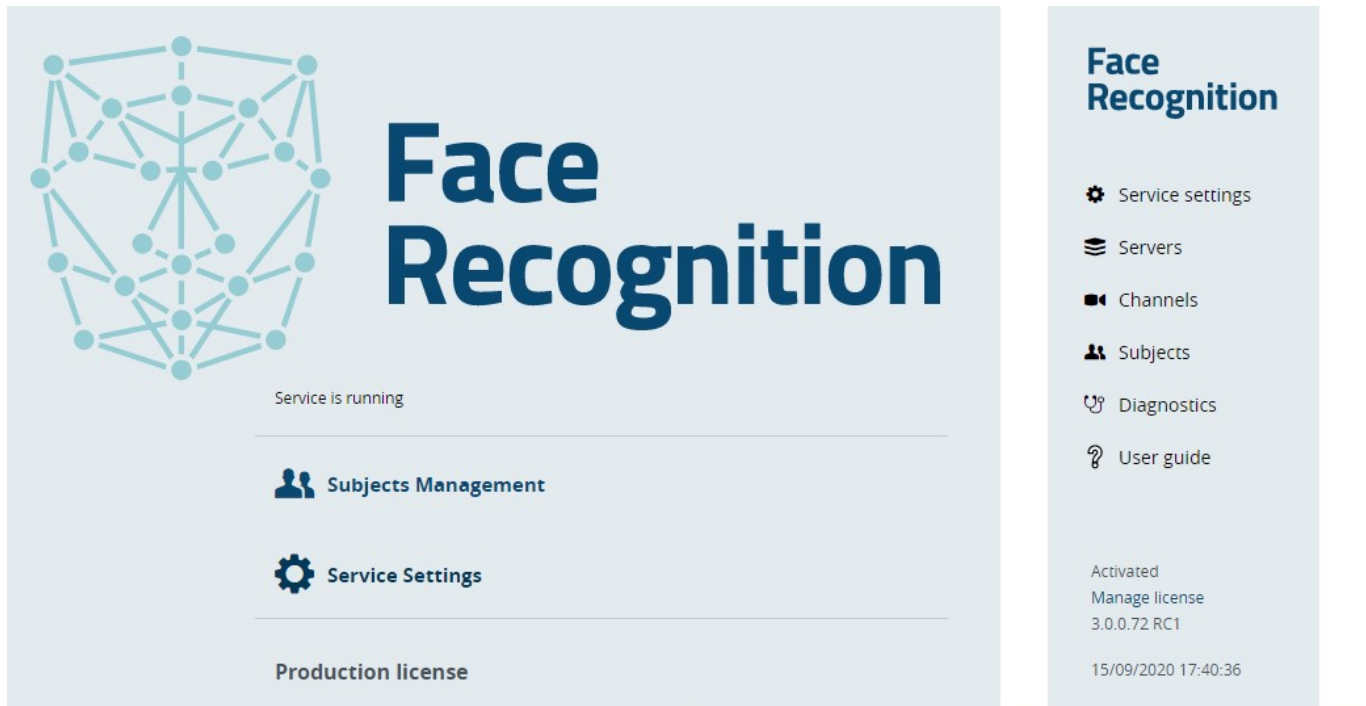 Face
Recognition
Service is running
Subjects Management
Service Settings
Production license
Face
Recognition
Service settings
Servers
Channels
Subjects
Diagnostics
User guide
Activated
Manage license
3.0.0.72 RC1
15/09/2020 17:40:36